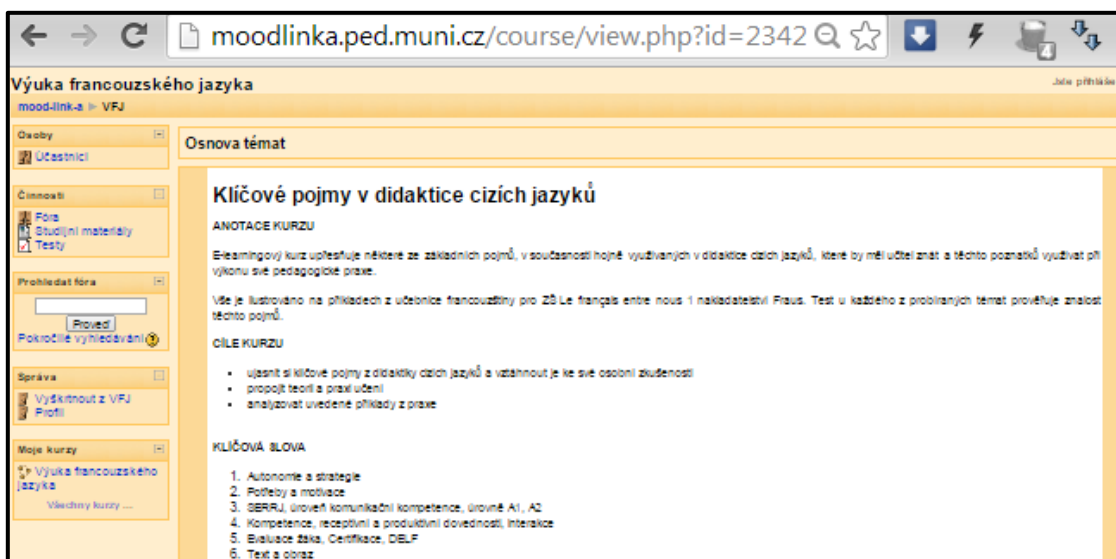 moodlinka.ped.muni.cz/course/view.php?id=2342
4
Výuka francouzského jazyka
Jste přihláše
mood-link-a ► VFJ
Osoby
Účastníci
Činnosti
Fóra
Studijní materiály
Testy
Prohledat fóra
Proveď
Pokročilé vyhledávání ?
Správa
Vyškrtnout z VFJ
Profil
Moje kurzy
Výuka francouzského
jazyka
Všechny kurzy ...
Osnova témat
Klíčové pojmy v didaktice cizích jazyků
ANOTACE KURZU
E-learningový kurz upřesňuje některé ze základních pojmů, v současnosti hojně využívaných v didaktice cizích jazyků, které by měl učitel znát a těchto poznatků využívat při
výkonu své pedagogické praxe.
Vše je ilustrováno na příkladech z učebnice francouzštiny pro ZŠ Le français entre nous 1 nakladatelství Fraus. Test u každého z probíraných témat prověřuje znalost
těchto pojmů.
CÍLE KURZU
• ujasnit si klíčové pojmy z didaktiky cizích jazyků a vztáhnout je ke své osobní zkušenosti
• propojit teorii a praxi učení
• analyzovat uvedené příklady z praxe
KLÍČOVÁ SLOVA
1. Autonomie a strategie
2. Potřeby a motivace
3. SERRJ, úroveň komunikační kompetence, úrovně A1, A2
4. Kompetence, receptivní a produktivní dovednosti, interakce
5. Evaluace žáka, Certifikace, DELF
6. Text a obraz